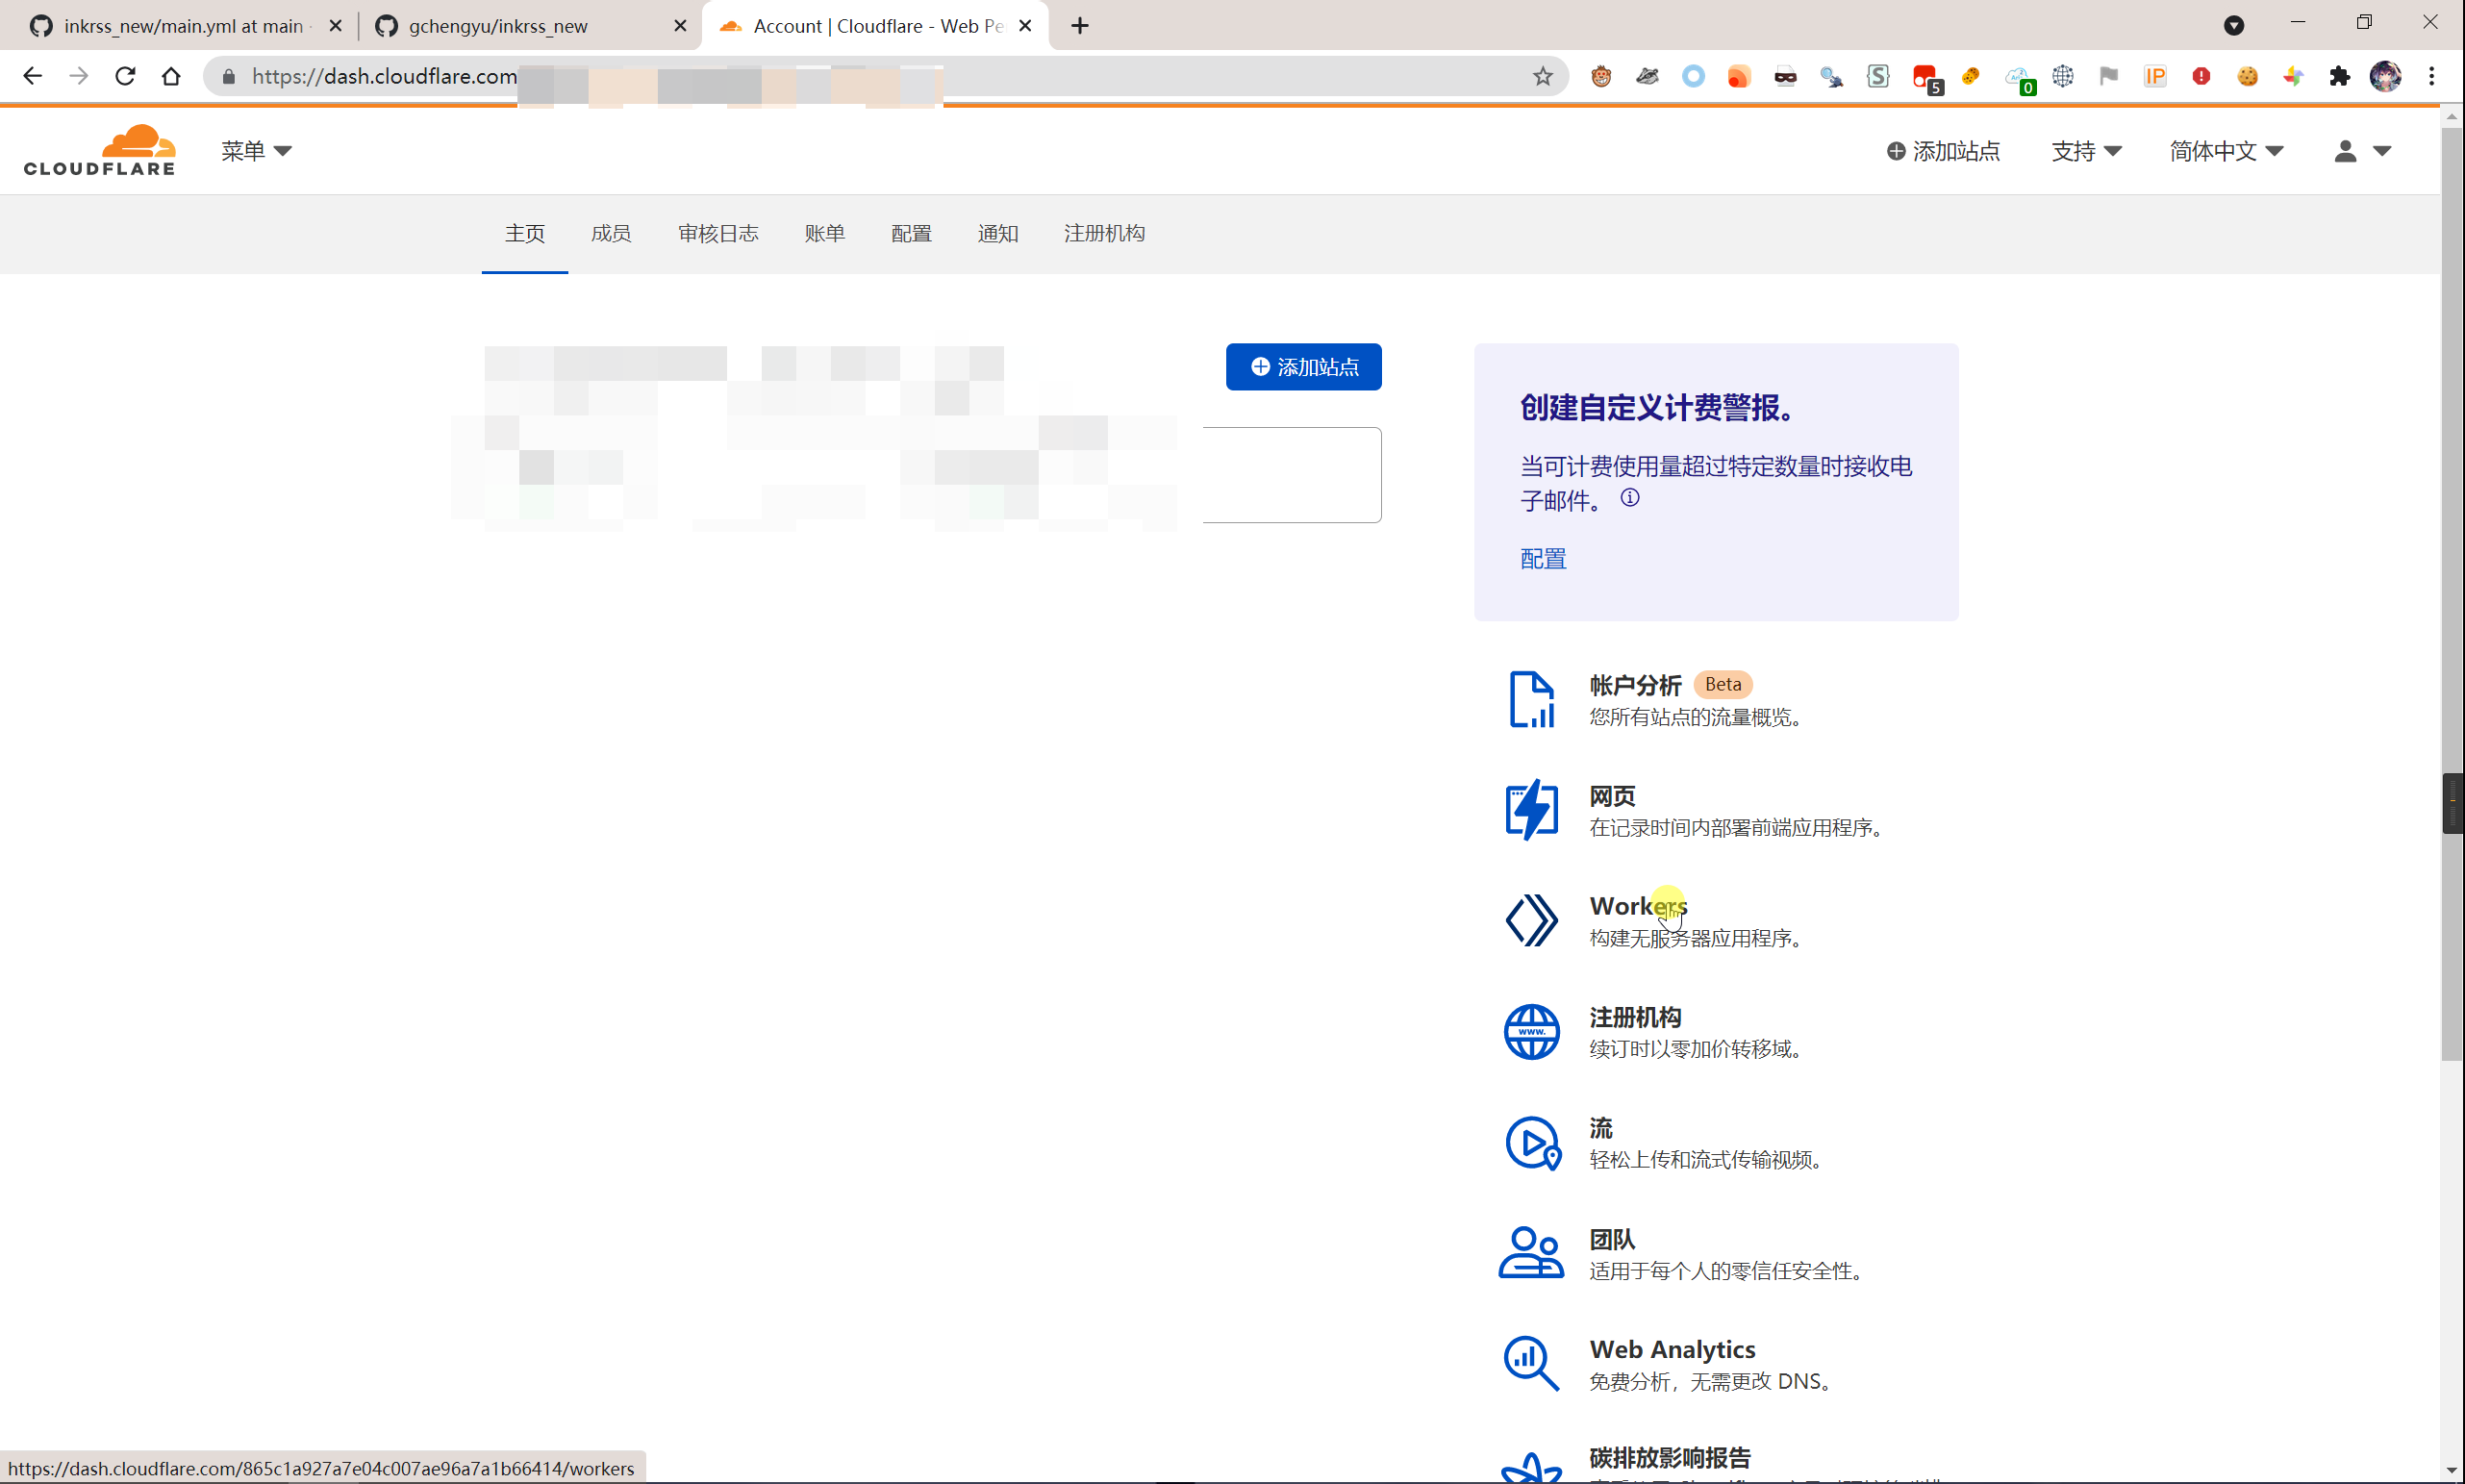 inkrss_new/main.yml at main
gchengyu/inkrss_new
Account | Cloudflare - Web Pe
https://dash.cloudflare.com
5
0
IP
CLOUDFLARE
菜单
添加站点
支持
简体中文
主页
成员
审核日志
账单
配置
通知
注册机构
添加站点
创建自定义计费警报。
当可计费使用量超过特定数量时接收电
子邮件。
配置
帐户分析 Beta
您所有站点的流量概览。
网页
在记录时间内部署前端应用程序。
Workers
构建无服务器应用程序。
www.
注册机构
续订时以零加价转移域。
流
轻松上传和流式传输视频。
团队
适用于每个人的零信任安全性。
Web Analytics
免费分析，无需更改 DNS。
碳排放影响报告
https://dash.cloudflare.com/865c1a927a7e04c007ae96a7a1b66414/workers